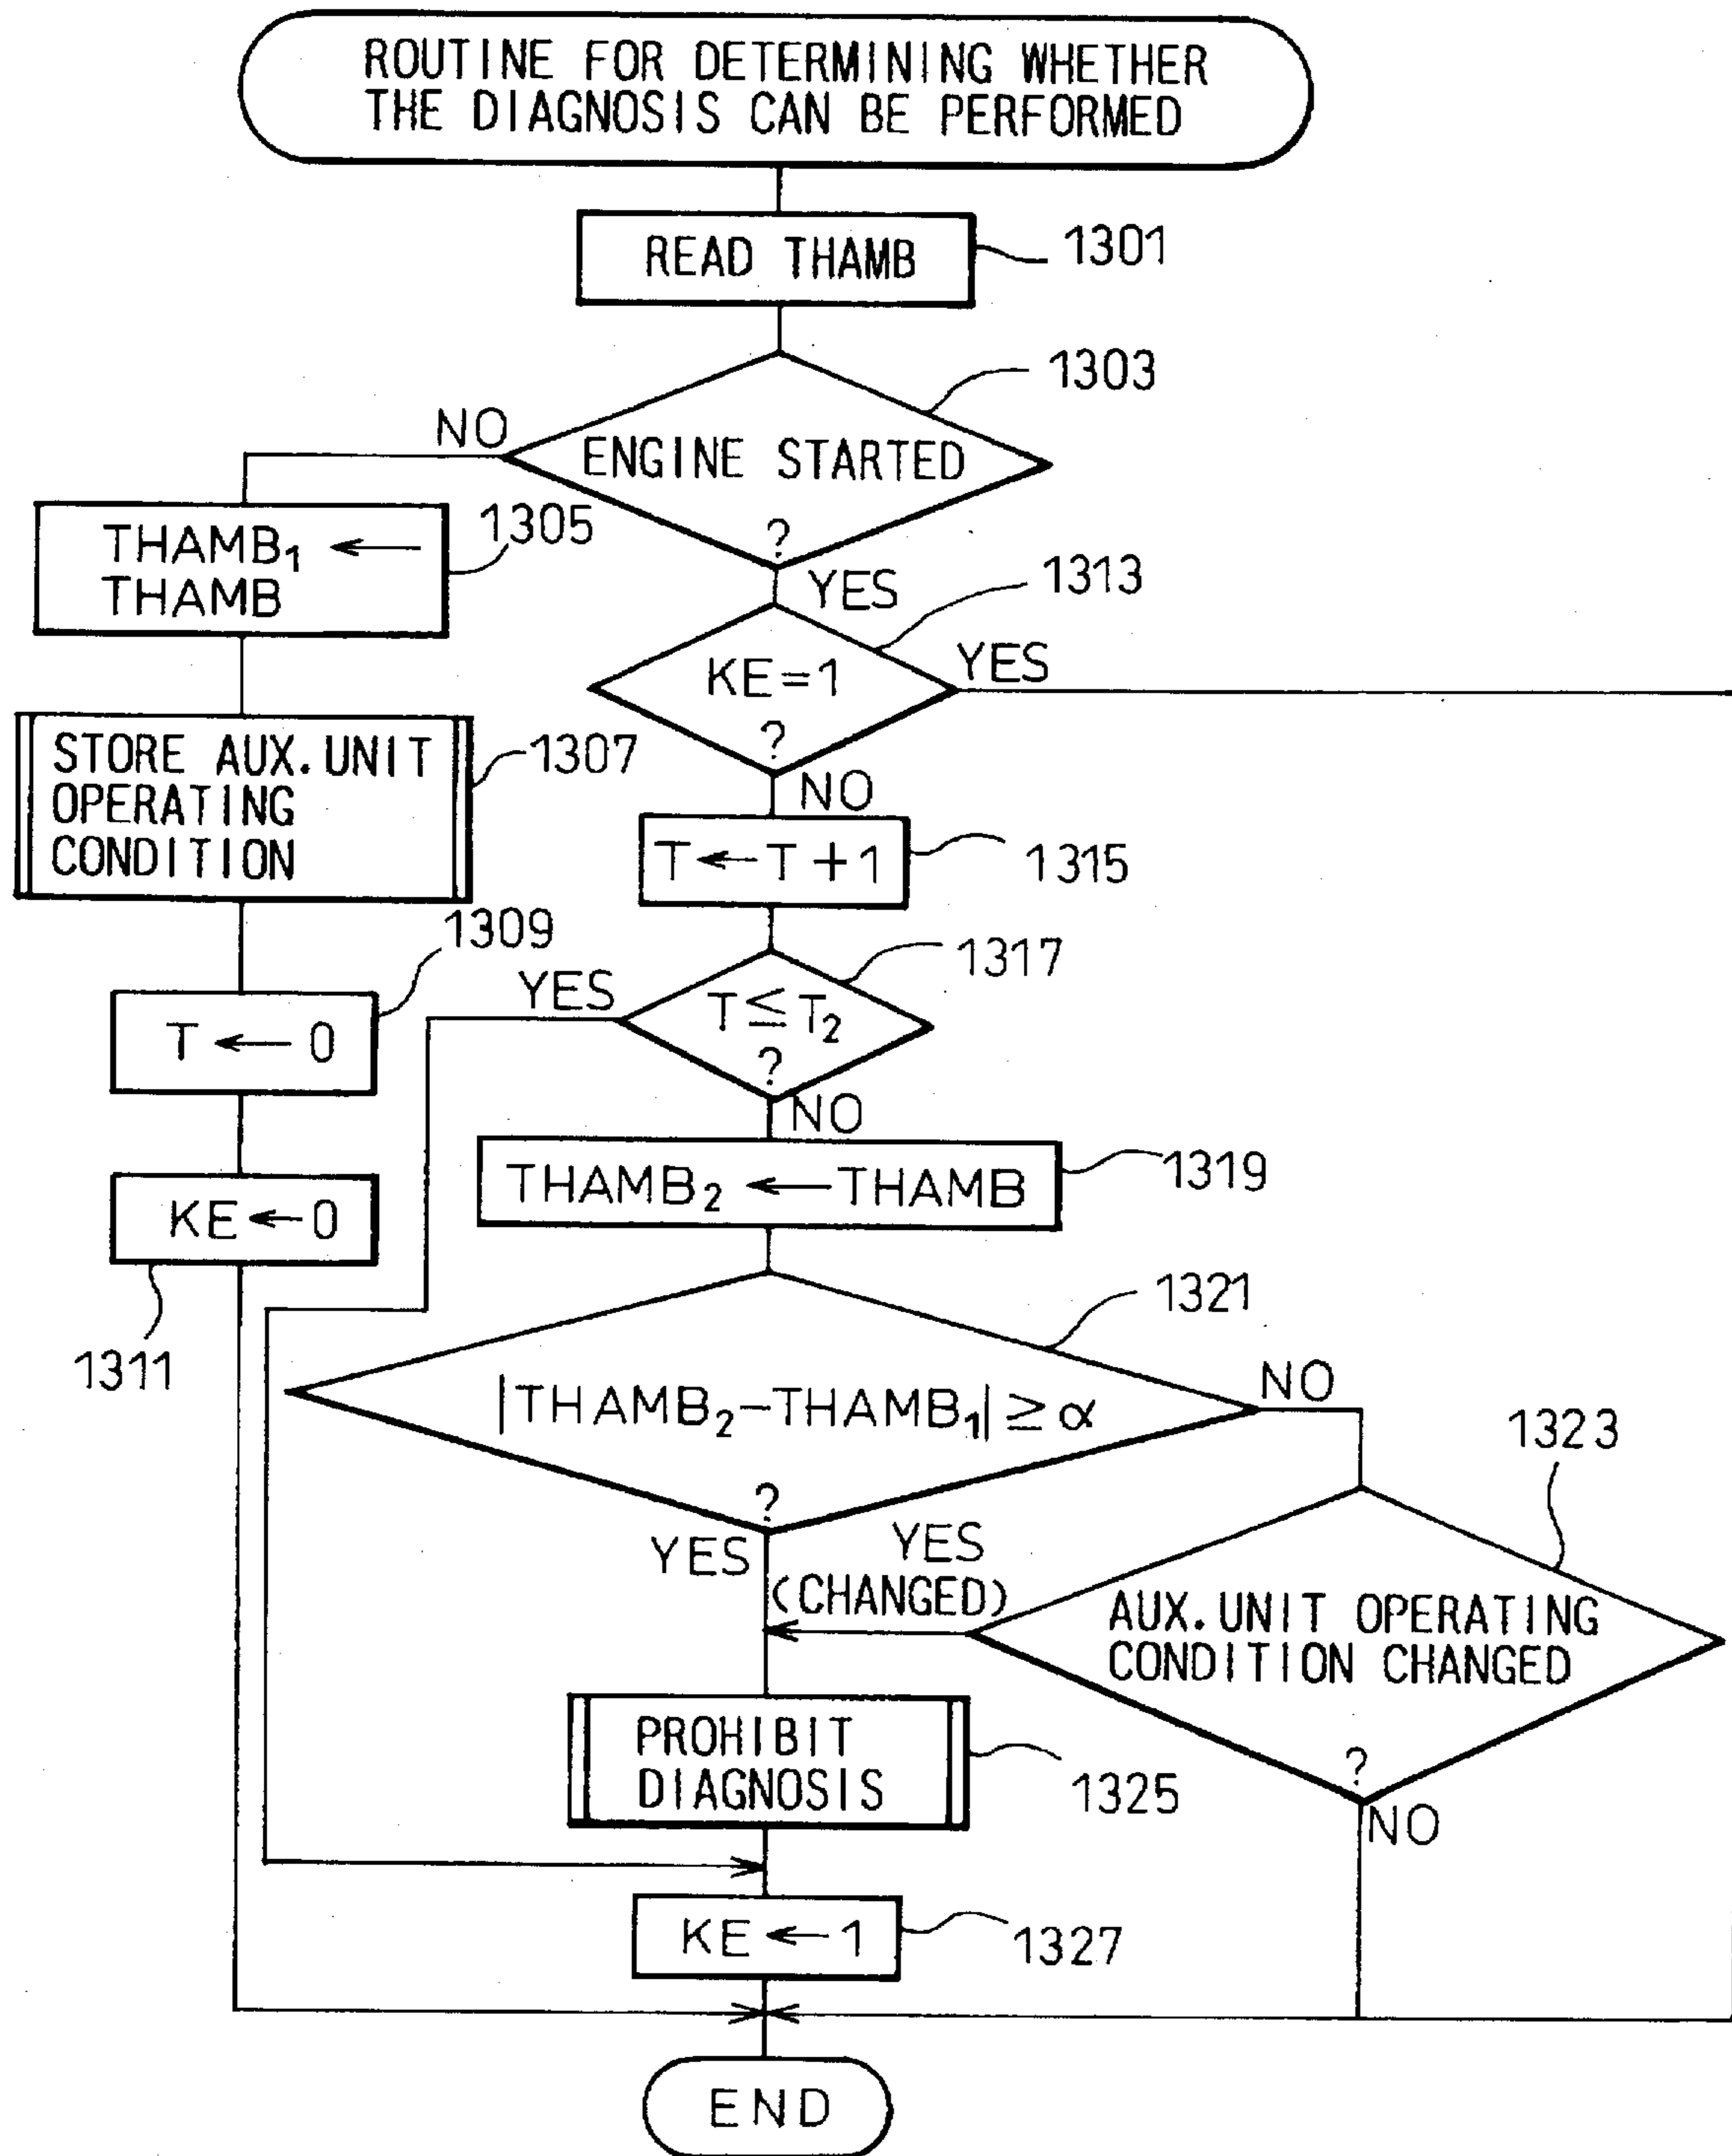 ROUTINE FOR DETERMINING WHETHER
THE DIAGNOSIS CAN BE PERFORMED
READ THAMB
1301
1303
NO
ENGINE STARTED
?
YES
THAMB₁ ←
THAMB
1305
1313
KE=1
?
YES
NO
STORE AUX. UNIT
OPERATING
CONDITION
1307
T←T+1
1315
1309
T←0
1317
YES
T≦T₂
?
NO
KE←0
1311
THAMB₂ ←THAMB
1319
1321
|THAMB₂-THAMB₁|≥α
?
NO
YES
1323
YES
(CHANGED)
AUX. UNIT OPERATING
CONDITION CHANGED
?
NO
PROHIBIT
DIAGNOSIS
1325
KE←1
1327
END